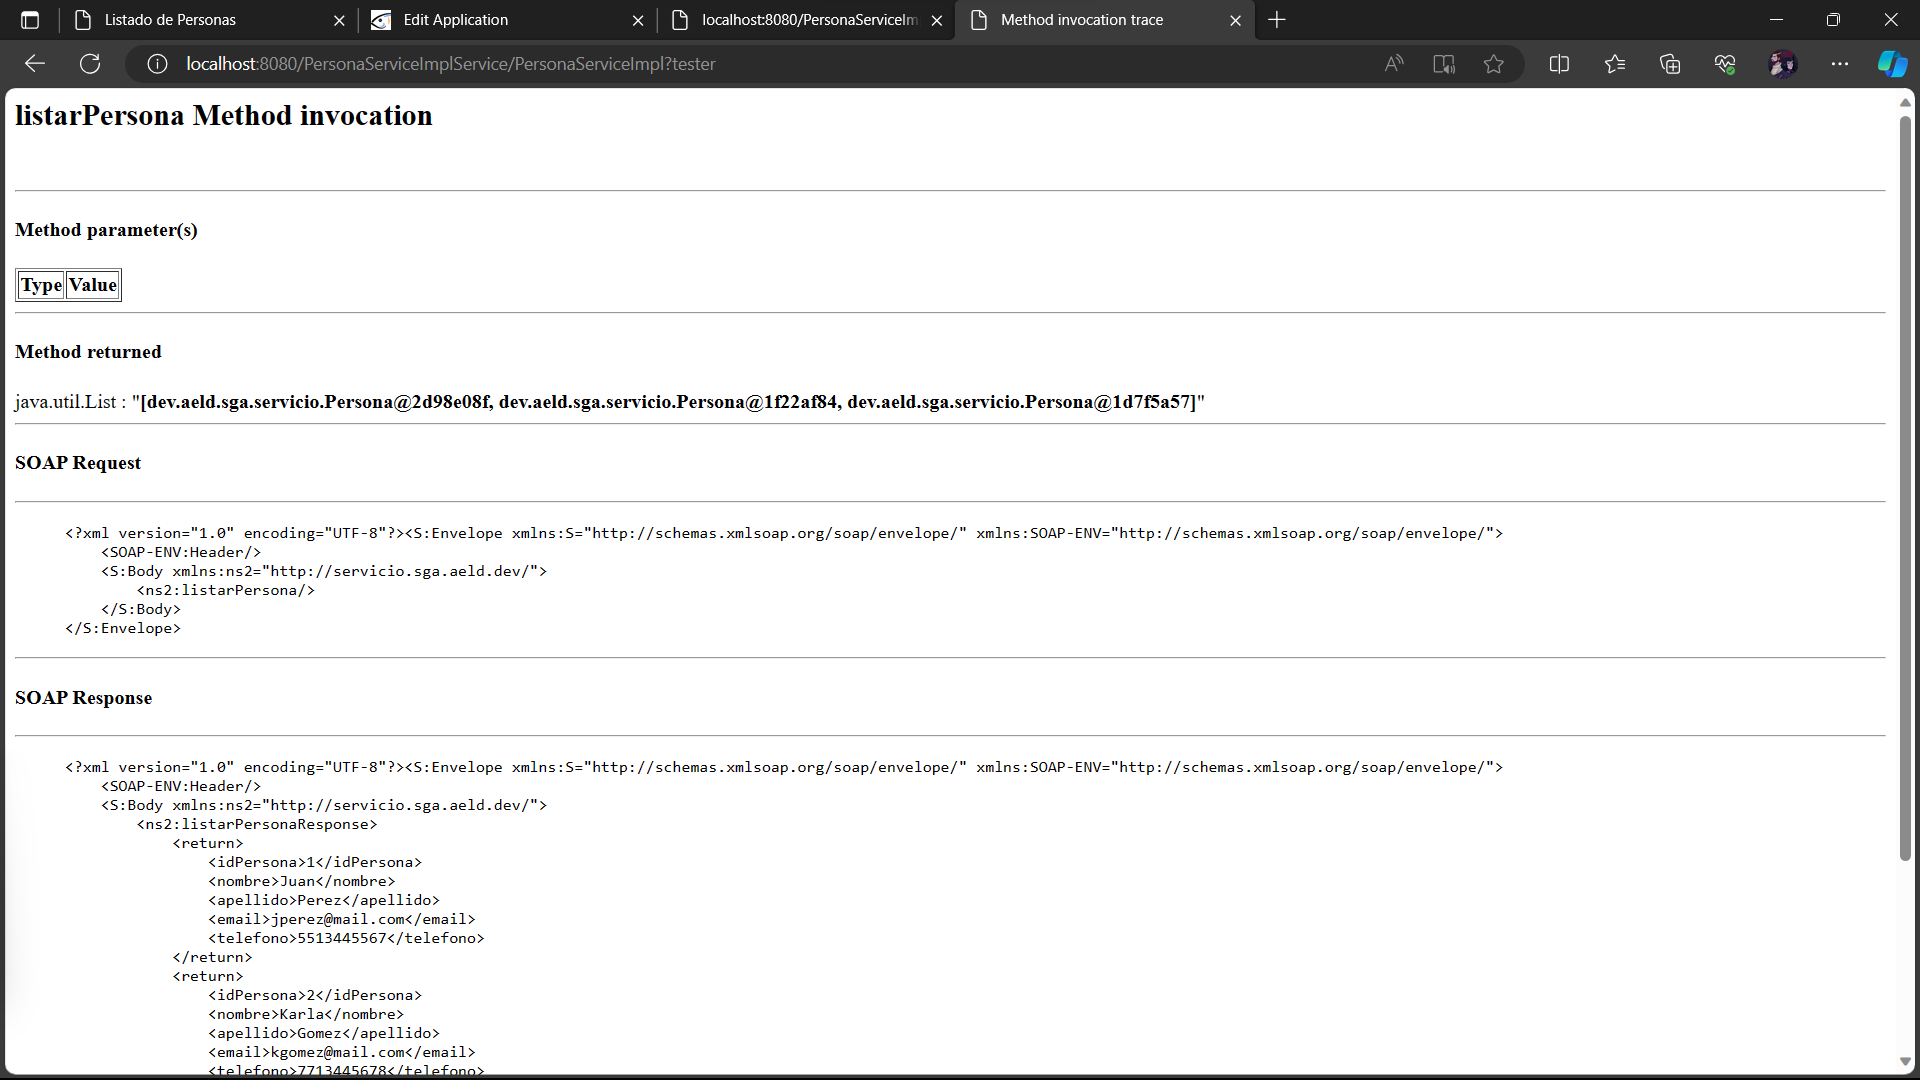 Listado de Personas
Edit Application
localhost:8080/PersonaServiceIm
Method invocation trace
localhost:8080/PersonaServiceImplService/PersonaServiceImpl?tester
listarPersona Method invocation
Method parameter(s)
Type Value
Method returned
java.util.List : "[dev.aeld.sga.servicio.Persona@2d98e08f, dev.aeld.sga.servicio.Persona@1f22af84, dev.aeld.sga.servicio.Persona@1d7f5a57]"
SOAP Request
<?xml version="1.0" encoding="UTF-8"?><S:Envelope xmlns:S="http://schemas.xmlsoap.org/soap/envelope/" xmlns:SOAP-ENV="http://schemas.xmlsoap.org/soap/envelope/">
<SOAP-ENV:Header/>
<S:Body xmlns:ns2="http://servicio.sga.aeld.dev/">
<ns2:listarPersona/>
</S:Body>
</S:Envelope>
SOAP Response
<?xml version="1.0" encoding="UTF-8"?><S:Envelope xmlns:S="http://schemas.xmlsoap.org/soap/envelope/" xmlns:SOAP-ENV="http://schemas.xmlsoap.org/soap/envelope/">
<SOAP-ENV:Header/>
<S:Body xmlns:ns2="http://servicio.sga.aeld.dev/">
<ns2:listarPersonaResponse>
<return>
<idPersona>1</idPersona>
<nombre>Juan</nombre>
<apellido>Perez</apellido>
<email>jperez@mail.com</email>
<telefono>5513445567</telefono>
</return>
<return>
<idPersona>2</idPersona>
<nombre>Karla</nombre>
<apellido>Gomez</apellido>
<email>kgomez@mail.com</email>
<telefono>7713445678</telefono>